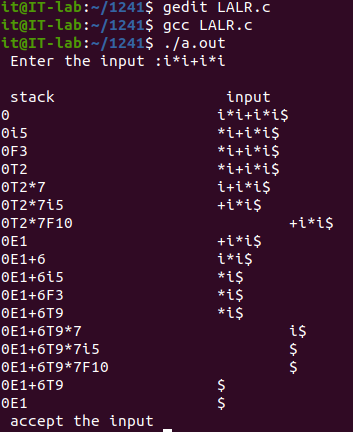 it@IT-lab:~/1241$ gedit LALR.c
it@IT-lab:~/1241$ gcc LALR.c
it@IT-lab:~/1241$ ./a.out
Enter the input :i*i+i*i
stack input
0 i*i+i*i$
0i5 *i+i*i$
0F3 *i+i*i$
0T2 *i+i*i$
0T2*7 i+i*i$
0T2*7i5 +i*i$
0T2*7F10 +i*i$
0E1 +i*i$
0E1+6 i*i$
0E1+6i5 *i$
0E1+6F3 *i$
0E1+6T9 *i$
0E1+6T9*7 i$
0E1+6T9*7i5 $
0E1+6T9*7F10 $
0E1+6T9 $
0E1 $
accept the input